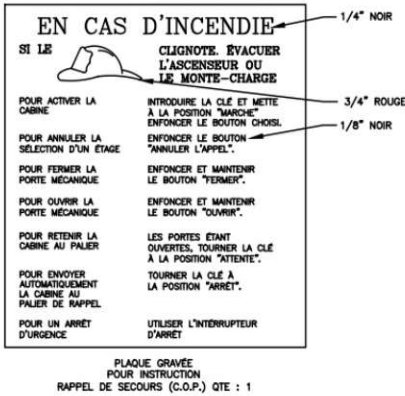 EN CAS D'INCENDIE
1/4" NOIR
SI LE
CLIGNOTE. ÉVACUER
L'ASCENSEUR OU
LE MONTE-CHARGE
3/4" ROUGE
POUR ACTIVER LA
CABINE
INTRODUIRE LA CLÉ ET METTE
À LA POSITION "MARCHE"
ENFONCER LE BOUTON CHOISI.
1/8" NOIR
POUR ANNULER LA
SÉLECTION D'UN ÉTAGE
ENFONCER LE BOUTON
"ANNULER L'APPEL".
POUR FERMER LA
PORTE MÉCANIQUE
ENFONCER ET MAINTENIR
LE BOUTON "FERMER".
POUR OUVRIR LA
PORTE MÉCANIQUE
ENFONCER ET MAINTENIR
LE BOUTON "OUVRIR".
POUR RETENIR LA
CABINE AU PALIER
LES PORTES ÉTANT
OUVERTES, TOURNER LA CLÉ
À LA POSITION "ATTENTE".
POUR ENVOYER
AUTOMATIQUEMENT
LA CABINE AU
PALIER DE RAPPEL
TOURNER LA CLÉ À
LA POSITION "ARRÊT".
POUR UN ARRÊT
D'URGENCE
UTILISER L'INTÉRRUPTEUR
D'ARRÊT
PLAQUE GRAVÉE
POUR INSTRUCTION
RAPPEL DE SECOURS (C.O.P.) QTE : 1